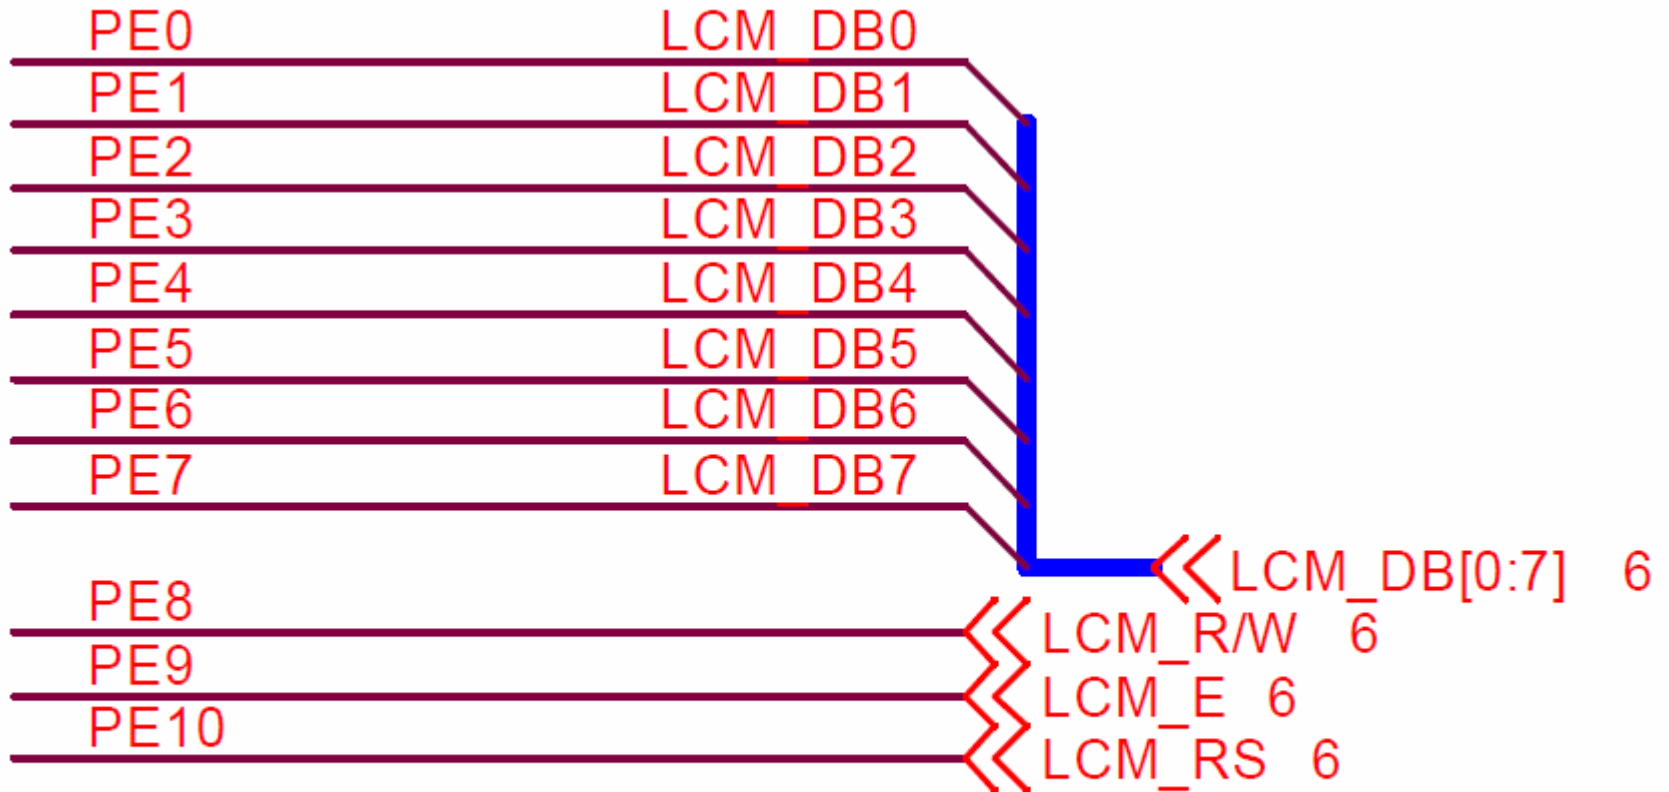 PE0 LCM_DB0
PE1 LCM_DB1
PE2 LCM_DB2
PE3 LCM_DB3
PE4 LCM_DB4
PE5 LCM_DB5
PE6 LCM_DB6
PE7 LCM_DB7
LCM_DB[0:7] 6
PE8 LCM_R/W 6
PE9 LCM_E 6
PE10 LCM_RS 6